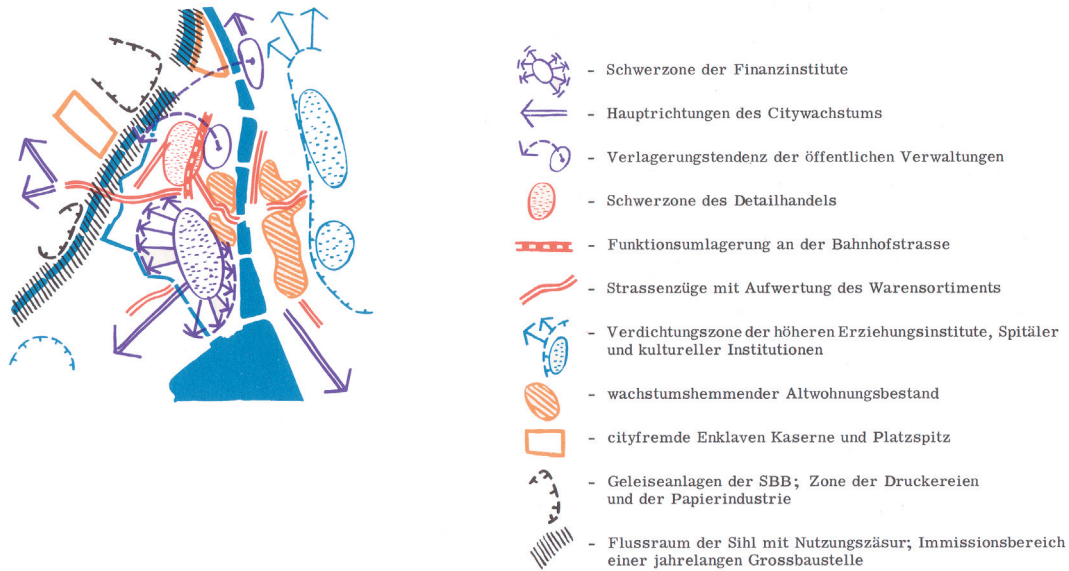 - Schwerzone der Finanzinstitute
- Hauptrichtungen des Citywachstums
- Verlagerungstendenz der öffentlichen Verwaltungen
- Schwerzone des Detailhandels
- Funktionsumlagerung an der Bahnhofstrasse
- Strassenzüge mit Aufwertung des Warensortiments
- Verdichtungszone der höheren Erziehungsinstitute, Spitäler
und kultureller Institutionen
- wachstumshemmender Altwohnungsbestand
- cityfremde Enklaven Kaserne und Platzspitz
- Geleiseanlagen der SBB; Zone der Druckereien
und der Papierindustrie
- Flussraum der Sihl mit Nutzungszäsur; Immissionsbereich
einer jahrelangen Grossbaustelle